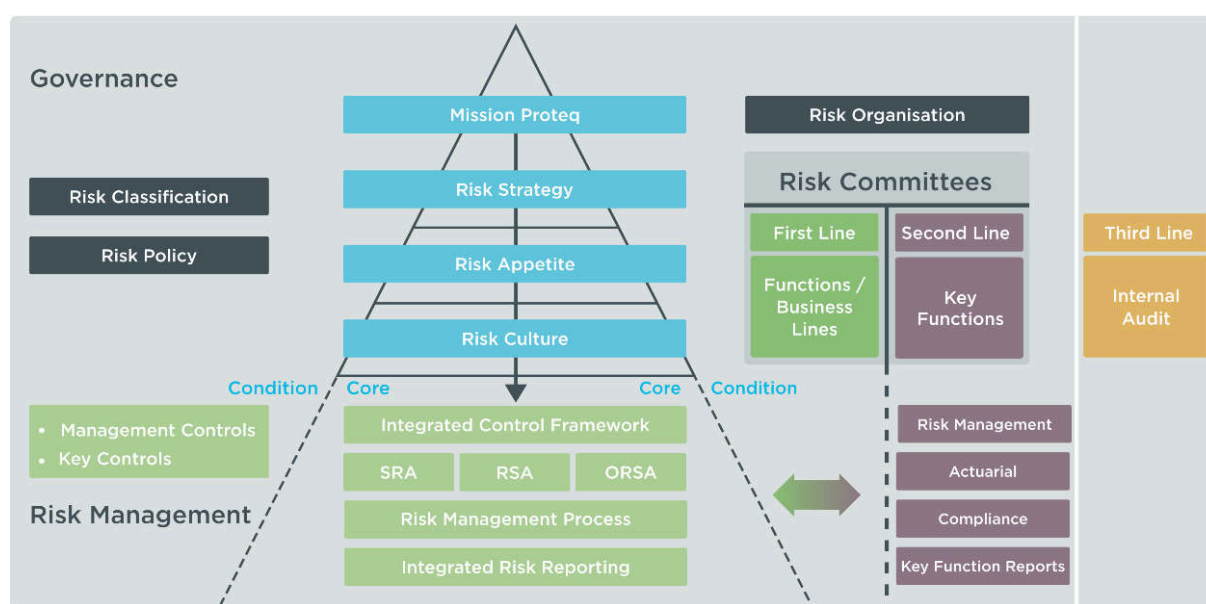 Governance
Mission Proteq
Risk Organisation
Risk Classification
Risk Strategy
Risk Committees
Risk Policy
Risk Appetite
First Line
Second Line
Third Line
Functions /
Business
Lines
Key
Functions
Internal
Audit
Risk Culture
Condition
Core
Core
Condition
• Management Controls
• Key Controls
Integrated Control Framework
Risk Management
SRA
RSA
ORSA
Actuarial
Risk Management
Risk Management Process
Compliance
Integrated Risk Reporting
Key Function Reports